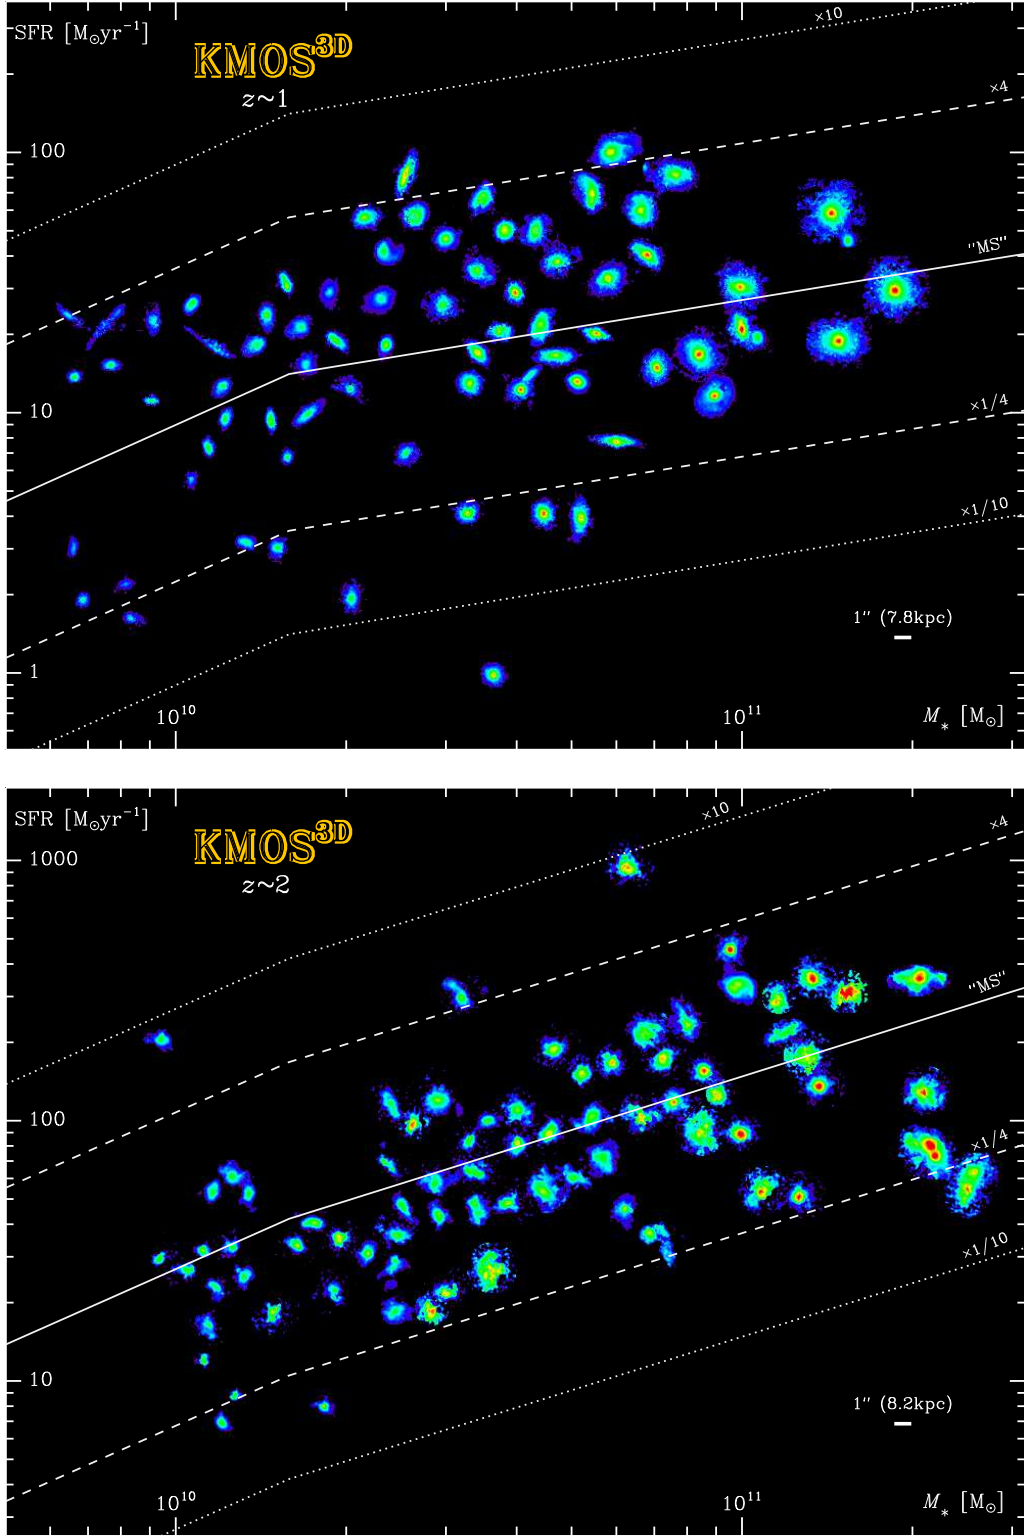 ×10
SFR [M⊙yr⁻¹]
KMOS³ᴰ
z~1
×4
100
"MS"
×1/4
10
×1/10
1″ (7.8kpc)
1
10¹⁰
10¹¹
M* [M⊙]
SFR [M⊙yr⁻¹]
×10
×4
KMOS³ᴰ
1000
z~2
"MS"
100
×1/4
×1/10
10
1″ (8.2kpc)
10¹⁰
10¹¹
M* [M⊙]